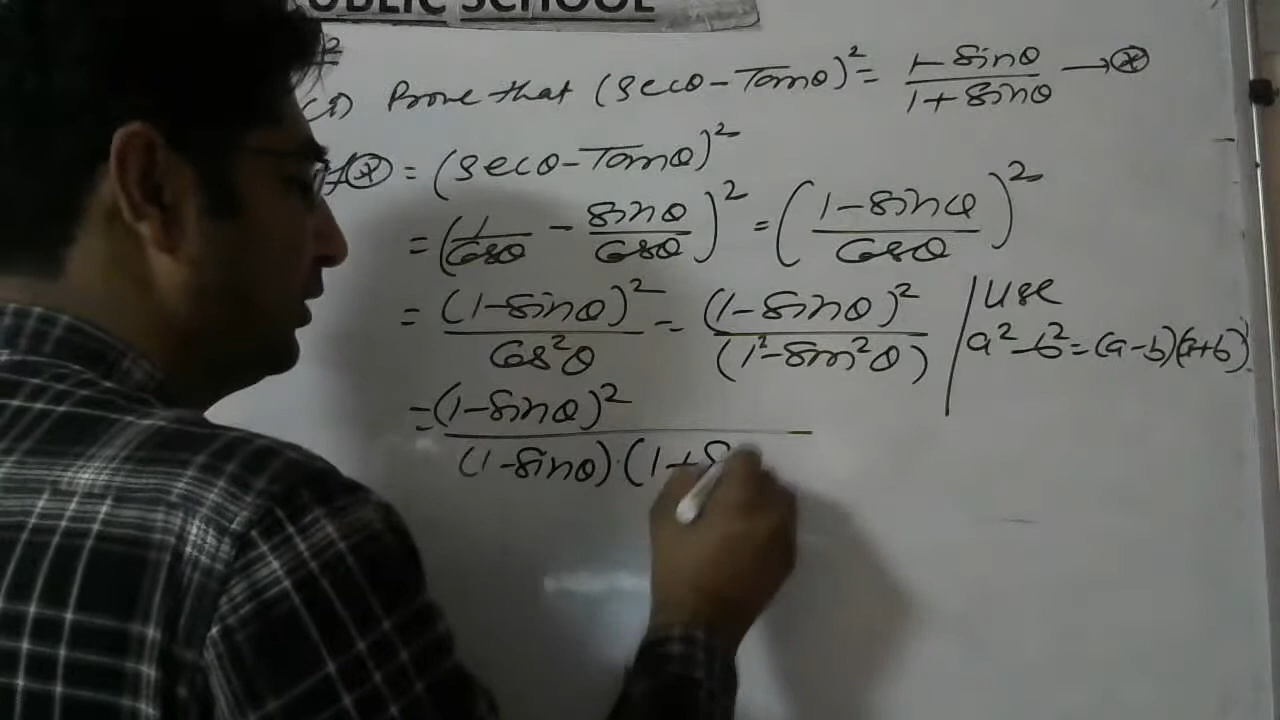 PUBLIC SCHOOL
Prove that (Secθ - Tanθ)² = (1 - Sinθ)/(1 + Sinθ) → ⊛
⊛ = (Secθ - Tanθ)²
= (1/Cosθ - Sinθ/Cosθ)² = ((1 - Sinθ)/Cosθ)²
= (1 - Sinθ)²/Cos²θ = (1 - Sinθ)²/(1² - Sin²θ) | Use
a² - b² = (a - b)(a + b)
= (1 - Sinθ)²/(1 - Sinθ)·(1 + S